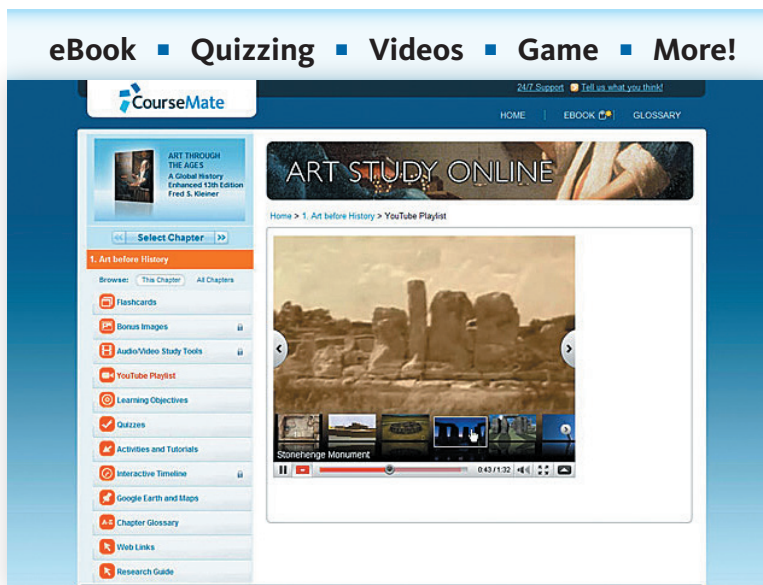 eBook ▪ Quizzing ▪ Videos ▪ Game ▪ More!
CourseMate
24/7 Support Tell us what you think!
HOME | EBOOK | GLOSSARY
ART THROUGH
THE AGES
A Global History
Enhanced 13th Edition
Fred S. Kleiner
<< Select Chapter >>
1. Art before History
Browse: This Chapter All Chapters
Flashcards
Bonus Images
Audio/Video Study Tools
YouTube Playlist
Learning Objectives
Quizzes
Activities and Tutorials
Interactive Timeline
Google Earth and Maps
A-Z Chapter Glossary
Web Links
Research Guide
ART STUDY ONLINE
Home > 1. Art before History > YouTube Playlist
Stonehenge Monument
0:43 / 1:32